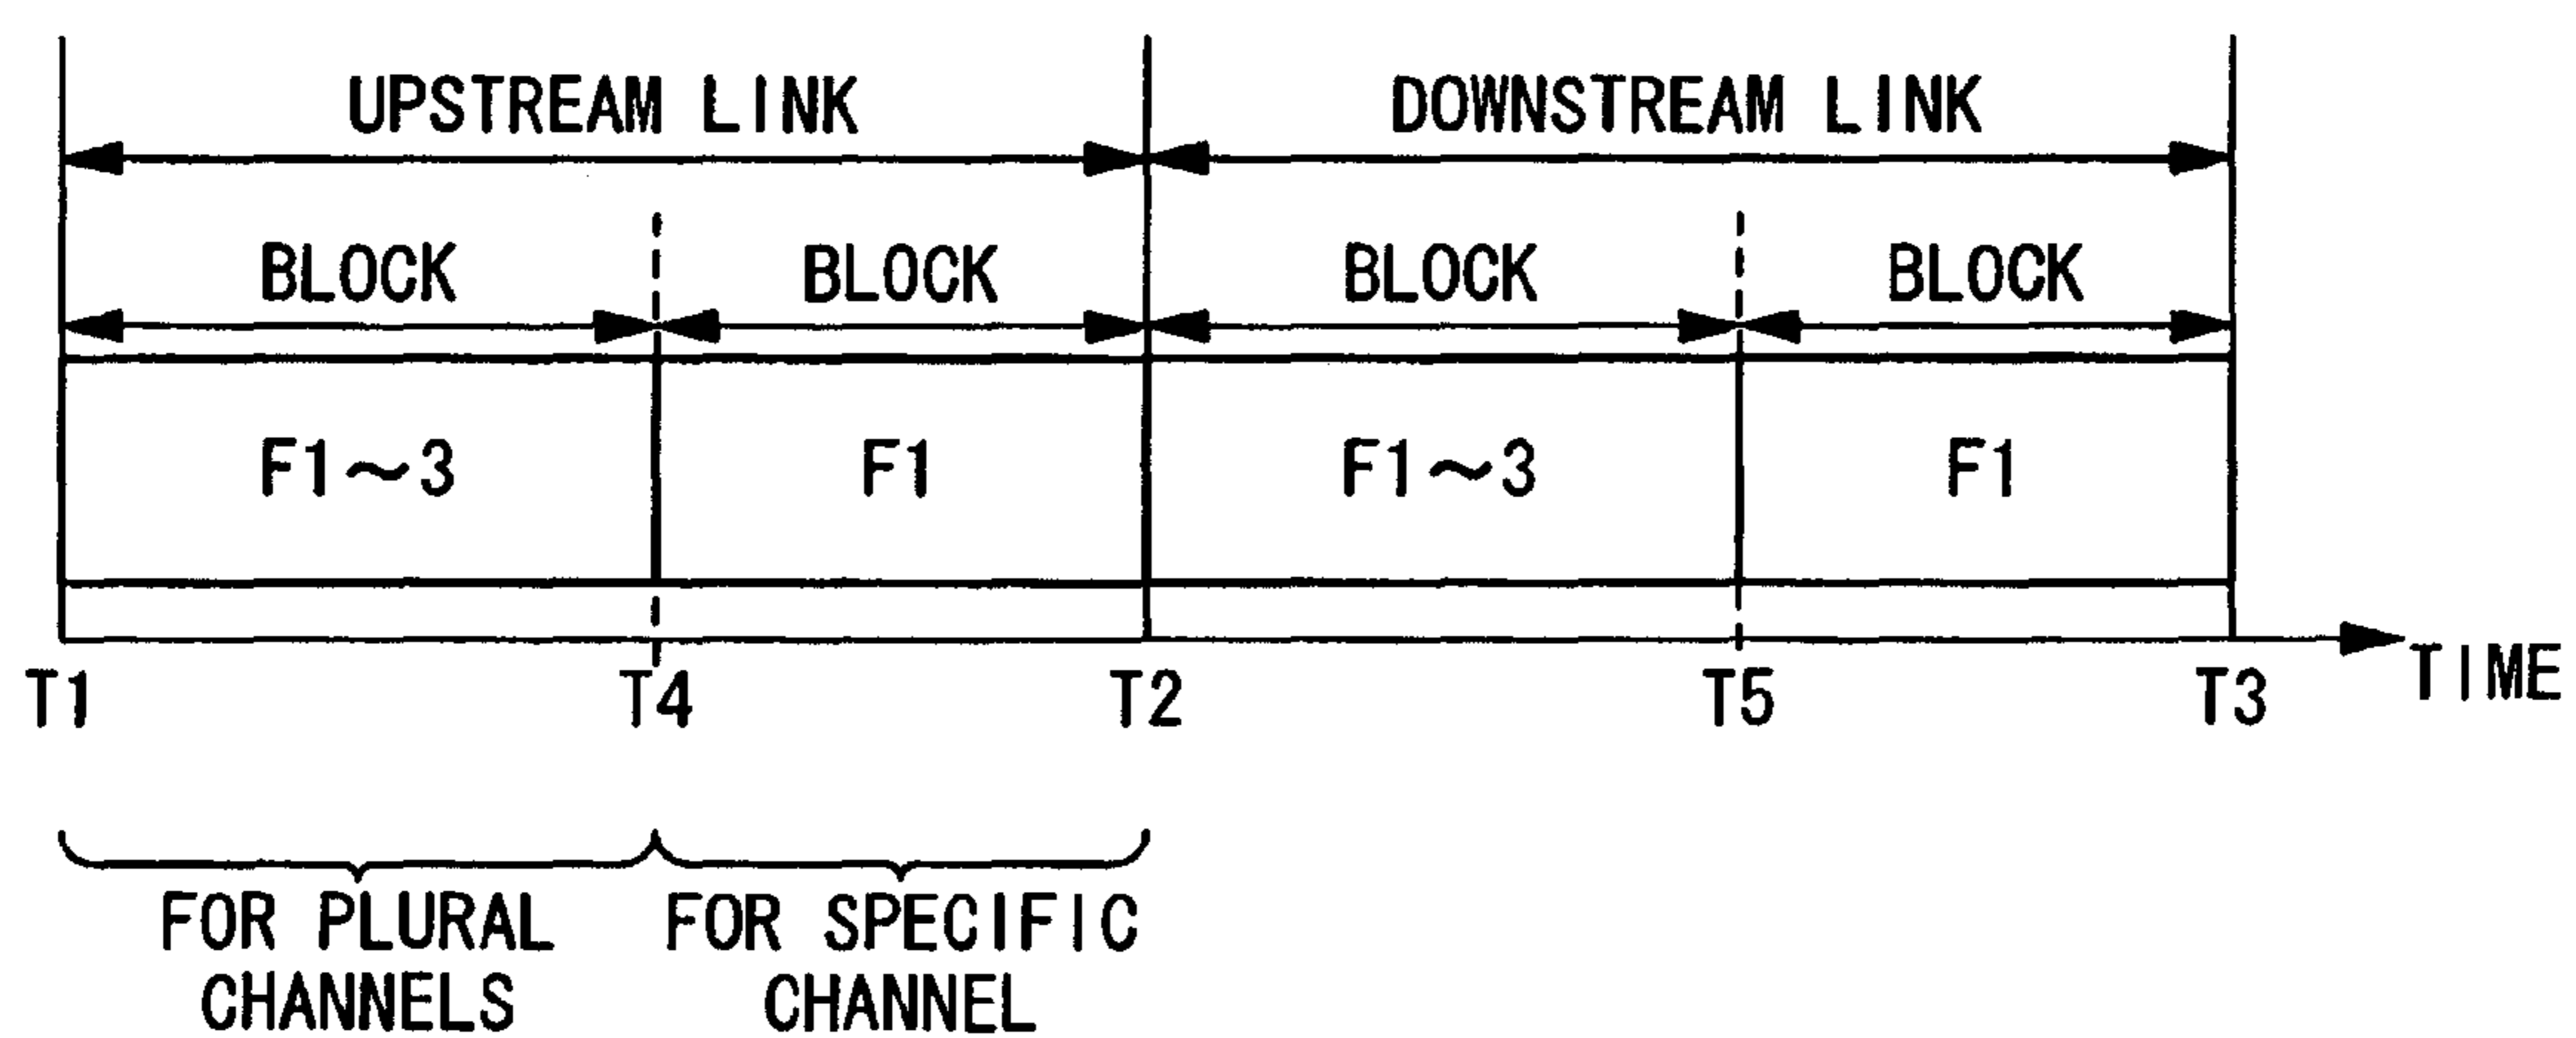 UPSTREAM LINK
DOWNSTREAM LINK
BLOCK
BLOCK
BLOCK
BLOCK
F1~3
F1
F1~3
F1
T1
T4
T2
T5
T3
TIME
FOR PLURAL
CHANNELS
FOR SPECIFIC
CHANNEL